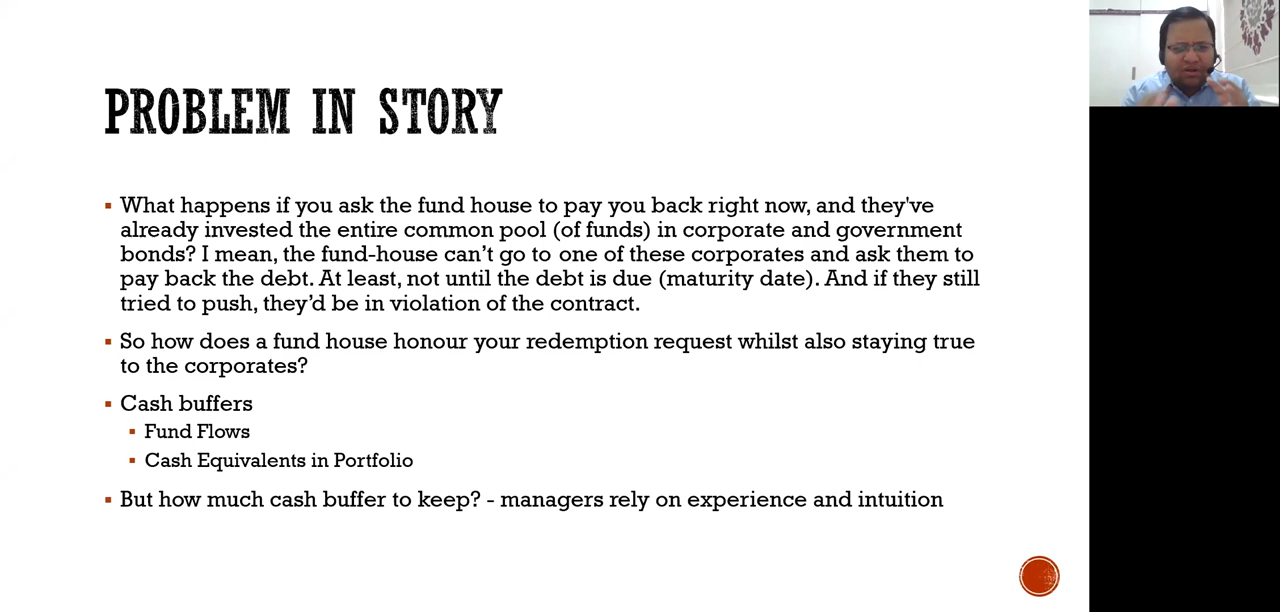 PROBLEM IN STORY
▪ What happens if you ask the fund house to pay you back right now, and they've
already invested the entire common pool (of funds) in corporate and government
bonds? I mean, the fund-house can’t go to one of these corporates and ask them to
pay back the debt. At least, not until the debt is due (maturity date). And if they still
tried to push, they’d be in violation of the contract.
▪ So how does a fund house honour your redemption request whilst also staying true
to the corporates?
▪ Cash buffers
▪ Fund Flows
▪ Cash Equivalents in Portfolio
▪ But how much cash buffer to keep? - managers rely on experience and intuition